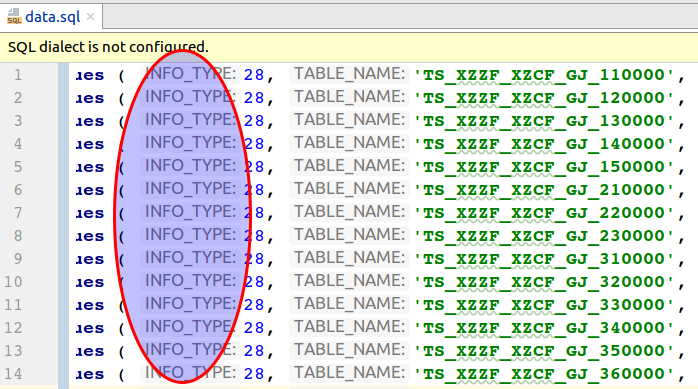 SQL data.sql ×
SQL dialect is not configured.
1 ues ( INFO_TYPE: 28, TABLE_NAME: 'TS_XZZF_XZCF_GJ_110000',
2 ues ( INFO_TYPE: 28, TABLE_NAME: 'TS_XZZF_XZCF_GJ_120000',
3 ues ( INFO_TYPE: 28, TABLE_NAME: 'TS_XZZF_XZCF_GJ_130000',
4 ues ( INFO_TYPE: 28, TABLE_NAME: 'TS_XZZF_XZCF_GJ_140000',
5 ues ( INFO_TYPE: 28, TABLE_NAME: 'TS_XZZF_XZCF_GJ_150000',
6 ues ( INFO_TYPE: 28, TABLE_NAME: 'TS_XZZF_XZCF_GJ_210000',
7 ues ( INFO_TYPE: 28, TABLE_NAME: 'TS_XZZF_XZCF_GJ_220000',
8 ues ( INFO_TYPE: 28, TABLE_NAME: 'TS_XZZF_XZCF_GJ_230000',
9 ues ( INFO_TYPE: 28, TABLE_NAME: 'TS_XZZF_XZCF_GJ_310000',
10 ues ( INFO_TYPE: 28, TABLE_NAME: 'TS_XZZF_XZCF_GJ_320000',
11 ues ( INFO_TYPE: 28, TABLE_NAME: 'TS_XZZF_XZCF_GJ_330000',
12 ues ( INFO_TYPE: 28, TABLE_NAME: 'TS_XZZF_XZCF_GJ_340000',
13 ues ( INFO_TYPE: 28, TABLE_NAME: 'TS_XZZF_XZCF_GJ_350000',
14 ues ( INFO_TYPE: 28, TABLE_NAME: 'TS_XZZF_XZCF_GJ_360000',